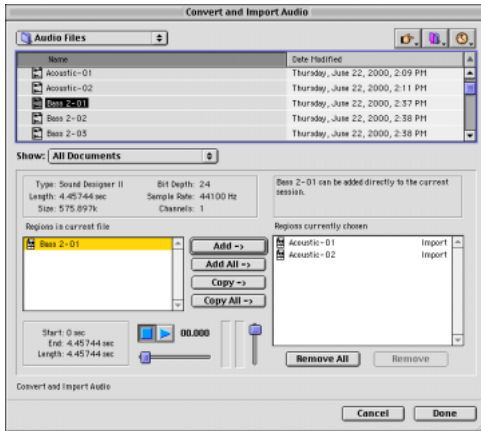 Convert and Import Audio
Audio Files
Name Date Modified
Acoustic-01 Thursday, June 22, 2000, 2:09 PM
Acoustic-02 Thursday, June 22, 2000, 2:11 PM
Bass 2-01 Thursday, June 22, 2000, 2:37 PM
Bass 2-02 Thursday, June 22, 2000, 2:38 PM
Bass 2-03 Thursday, June 22, 2000, 2:38 PM
Show: All Documents
Type: Sound Designer II Bit Depth: 24
Length: 4.45744 sec Sample Rate: 44100 Hz
Size: 575.897k Channels: 1
Bass 2-01 can be added directly to the current
session.
Regions in current file
Bass 2-01
Add ->
Add All ->
Copy ->
Copy All ->
Regions currently chosen
Acoustic-01 Import
Acoustic-02 Import
Start: 0 sec
End: 4.45744 sec
Length: 4.45744 sec
00.000
Remove All Remove
Convert and Import Audio
Cancel Done